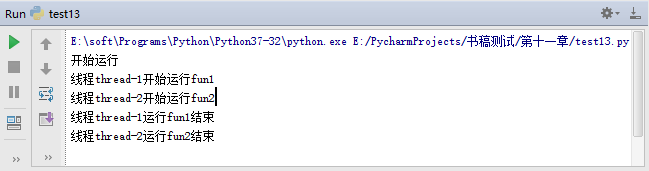 Run test13
E:\soft\Programs\Python\Python37-32\python.exe E:/PycharmProjects/书稿测试/第十一章/test13.py
开始运行
线程thread-1开始运行fun1
线程thread-2开始运行fun2
线程thread-1运行fun1结束
线程thread-2运行fun2结束